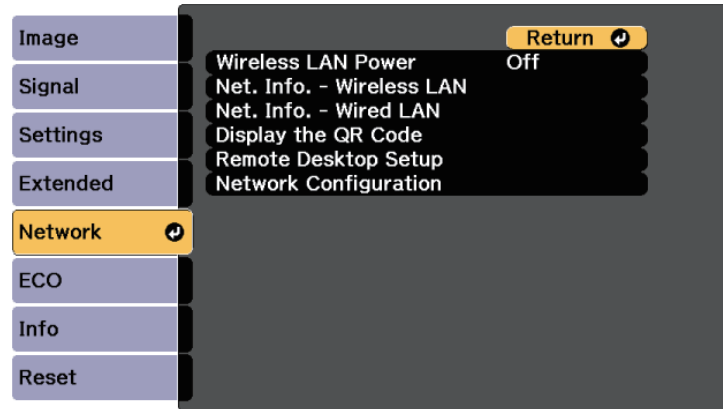 Image
Signal
Settings
Extended
Network
ECO
Info
Reset
Return
Wireless LAN Power Off
Net. Info. - Wireless LAN
Net. Info. - Wired LAN
Display the QR Code
Remote Desktop Setup
Network Configuration